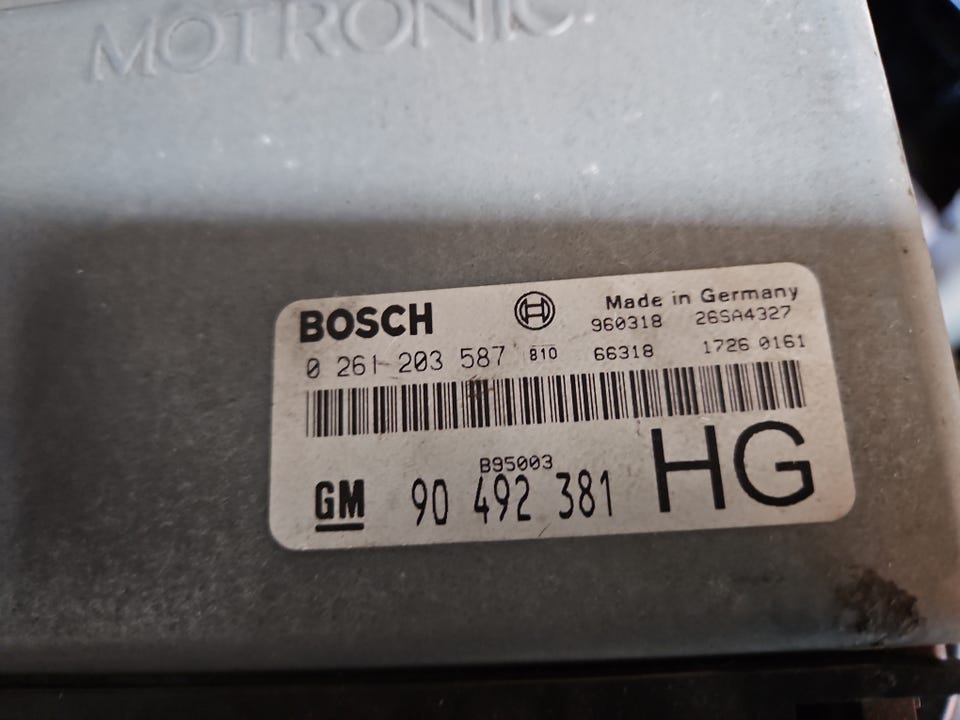 MOTRONIC.
BOSCH Made in Germany
960318 26SA4327
0 261 203 587 B10 66318 1726 0161
B95003
GM 90 492 381 HG